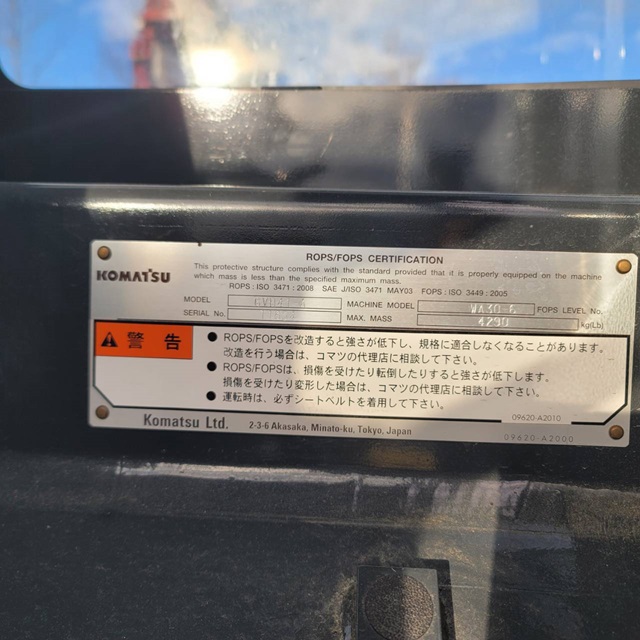 ROPS/FOPS CERTIFICATION
KOMATSU
This protective structure complies with the standard provided that it is properly equipped on the machine
which mass is less than the specified maximum mass.
ROPS : ISO 3471 : 2008 SAE J/ISO 3471 MAY03 FOPS : ISO 3449 : 2005
MODEL MACHINE MODEL FOPS LEVEL No.
SERIAL No. MAX. MASS 4290 kg(Lb)
警告
● ROPS/FOPSを改造すると強さが低下し、規格に適合しなくなることがあります。
改造を行う場合は、コマツの代理店に相談して下さい。
● ROPS/FOPSは、損傷を受けたり転倒したりすると強さが低下します。
損傷を受けたり変形した場合は、コマツの代理店に相談して下さい。
● 運転時は、必ずシートベルトを着用して下さい。
09620-A2010
Komatsu Ltd. 2-3-6 Akasaka, Minato-ku, Tokyo, Japan
09620-A2000